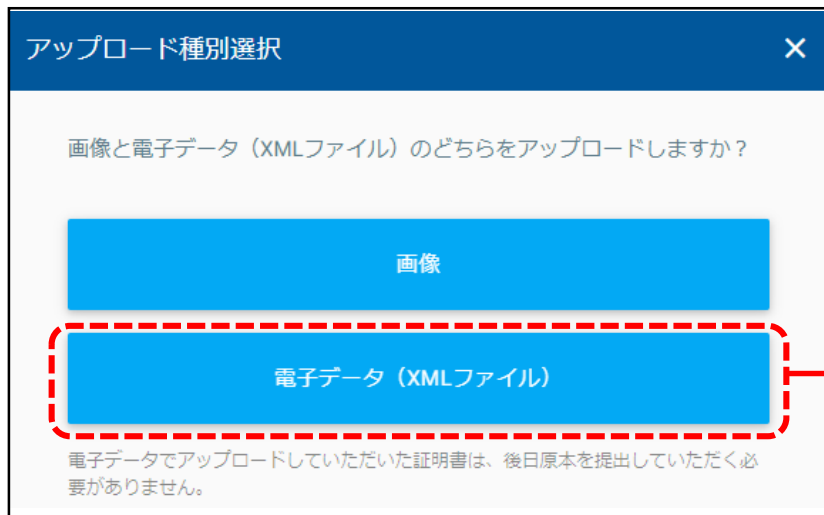 アップロード種別選択 ×
画像と電子データ（XMLファイル）のどちらをアップロードしますか？
画像
電子データ（XMLファイル）
電子データでアップロードしていただいた証明書は、後日原本を提出していただく必
要がありません。